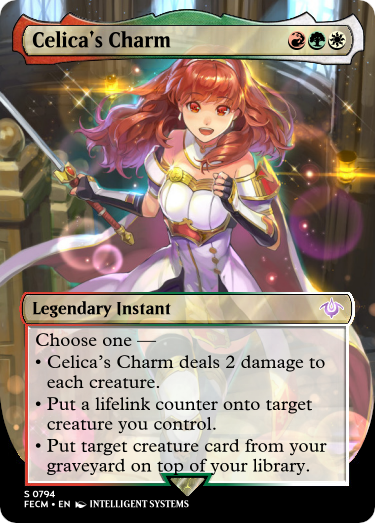 Celica's Charm
Legendary Instant
Choose one —
• Celica's Charm deals 2 damage to
each creature.
• Put a lifelink counter onto target
creature you control.
• Put target creature card from your
graveyard on top of your library.
S 0794
FECM • EN INTELLIGENT SYSTEMS